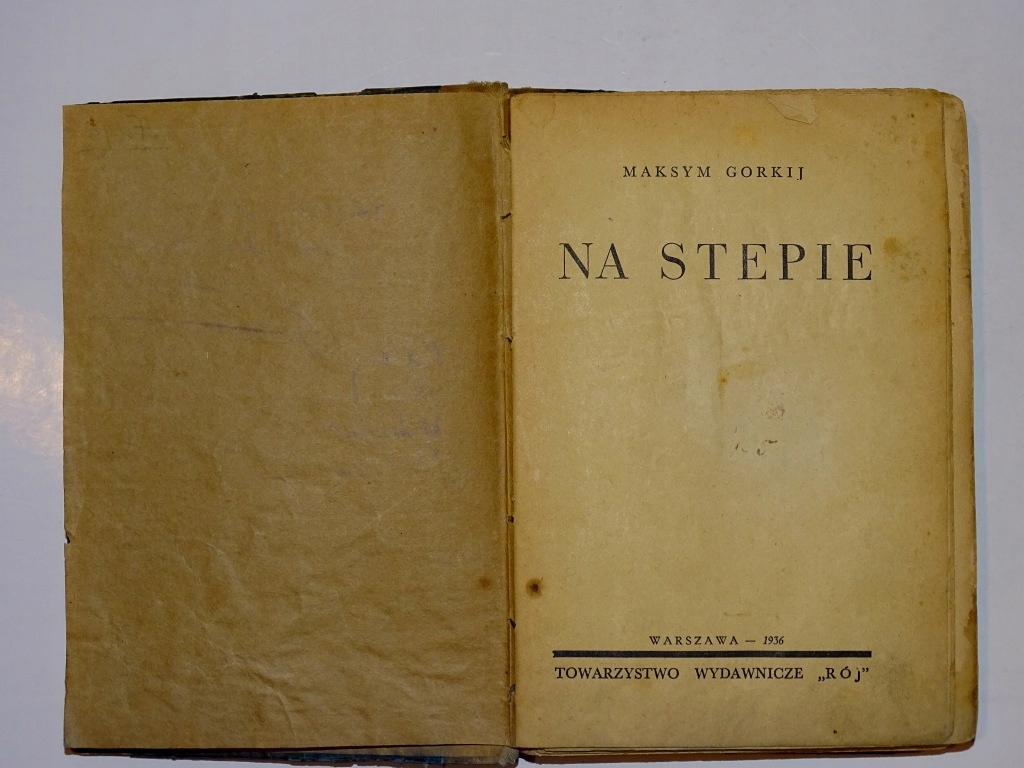 MAKSYM GORKIJ
NA STEPIE
WARSZAWA — 1936
TOWARZYSTWO WYDAWNICZE „RÓJ”